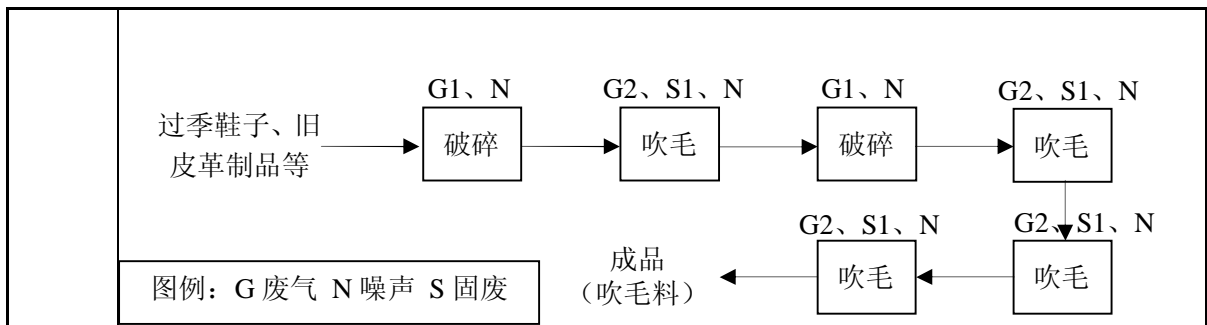 G1、N
G2、S1、N
G1、N
G2、S1、N
过季鞋子、旧
皮革制品等
破碎
吹毛
破碎
吹毛
G2、S1、N
G2、S1、N
成品
（吹毛料）
吹毛
吹毛
图例：G 废气 N 噪声 S 固废